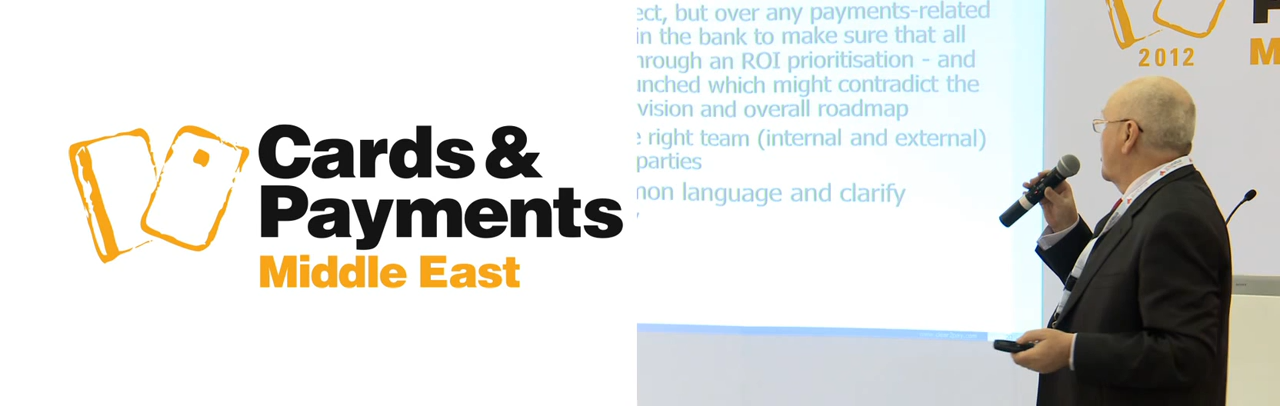 Cards &
Payments
Middle East
ect, but over any payments-related
in the bank to make sure that all
hrough an ROI prioritisation - and
unched which might contradict the
vision and overall roadmap
e right team (internal and external)
parties
mon language and clarify
2012
M